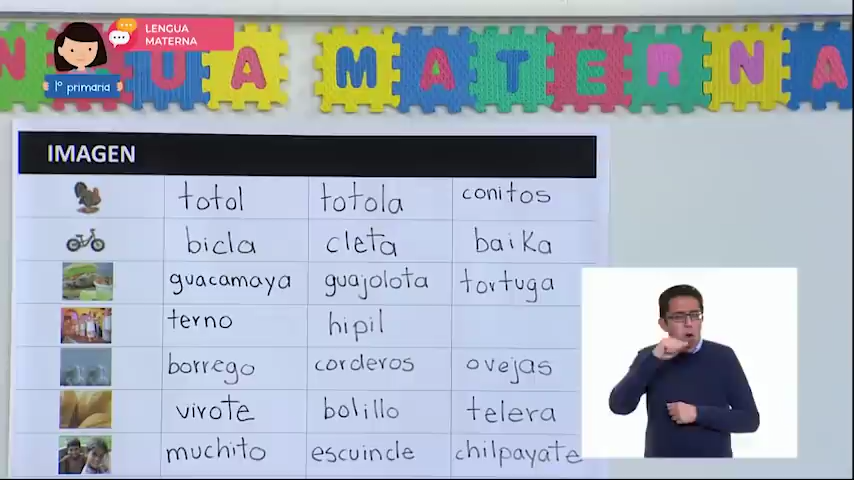 LENGUA
MATERNA
1° primaria
N UA MATERNA
IMAGEN
totol totola conitos
bicla cleta baika
guacamaya guajolota tortuga
terno hipil
borrego corderos ovejas
virote bolillo telera
muchito escuincle chilpayate